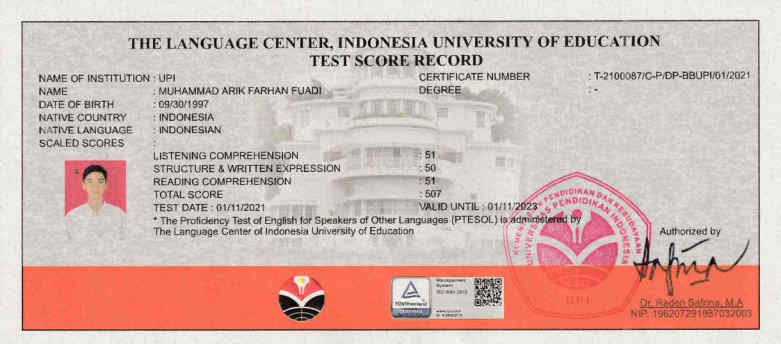 THE LANGUAGE CENTER, INDONESIA UNIVERSITY OF EDUCATION
TEST SCORE RECORD
NAME OF INSTITUTION : UPI CERTIFICATE NUMBER : T-2100087/C-P/DP-BBUPI/01/2021
NAME : MUHAMMAD ARIK FARHAN FUADI DEGREE : -
DATE OF BIRTH : 09/30/1997
NATIVE COUNTRY : INDONESIA
NATIVE LANGUAGE : INDONESIAN
SCALED SCORES :
LISTENING COMPREHENSION : 51
STRUCTURE & WRITTEN EXPRESSION : 50
READING COMPREHENSION : 51
TOTAL SCORE : 507
TEST DATE : 01/11/2021 VALID UNTIL : 01/11/2023
* The Proficiency Test of English for Speakers of Other Languages (PTESOL) is administered by
The Language Center of Indonesia University of Education
KEMENTERIAN PENDIDIKAN DAN KEBUDAYAAN
UNIVERSITAS PENDIDIKAN INDONESIA
UPI
Authorized by
Dr. Raden Safrina, M.A
NIP. 196207291987032003
TÜVRheinland
CERTIFIED
Management
System